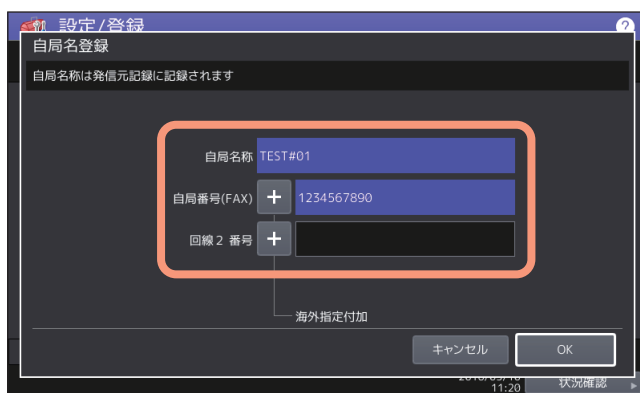 設定/登録
?
自局名登録
自局名称は発信元記録に記録されます
自局名称 TEST#01
自局番号(FAX) + 1234567890
回線2 番号 +
海外指定付加
キャンセル OK
11:20 状況確認